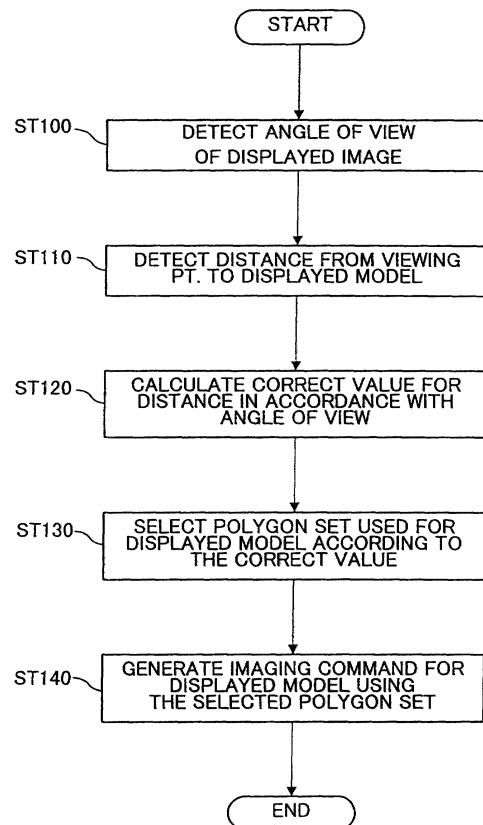 START
ST100
DETECT ANGLE OF VIEW
OF DISPLAYED IMAGE
ST110
DETECT DISTANCE FROM VIEWING
PT. TO DISPLAYED MODEL
ST120
CALCULATE CORRECT VALUE FOR
DISTANCE IN ACCORDANCE WITH
ANGLE OF VIEW
ST130
SELECT POLYGON SET USED FOR
DISPLAYED MODEL ACCORDING TO
THE CORRECT VALUE
ST140
GENERATE IMAGING COMMAND FOR
DISPLAYED MODEL USING
THE SELECTED POLYGON SET
END